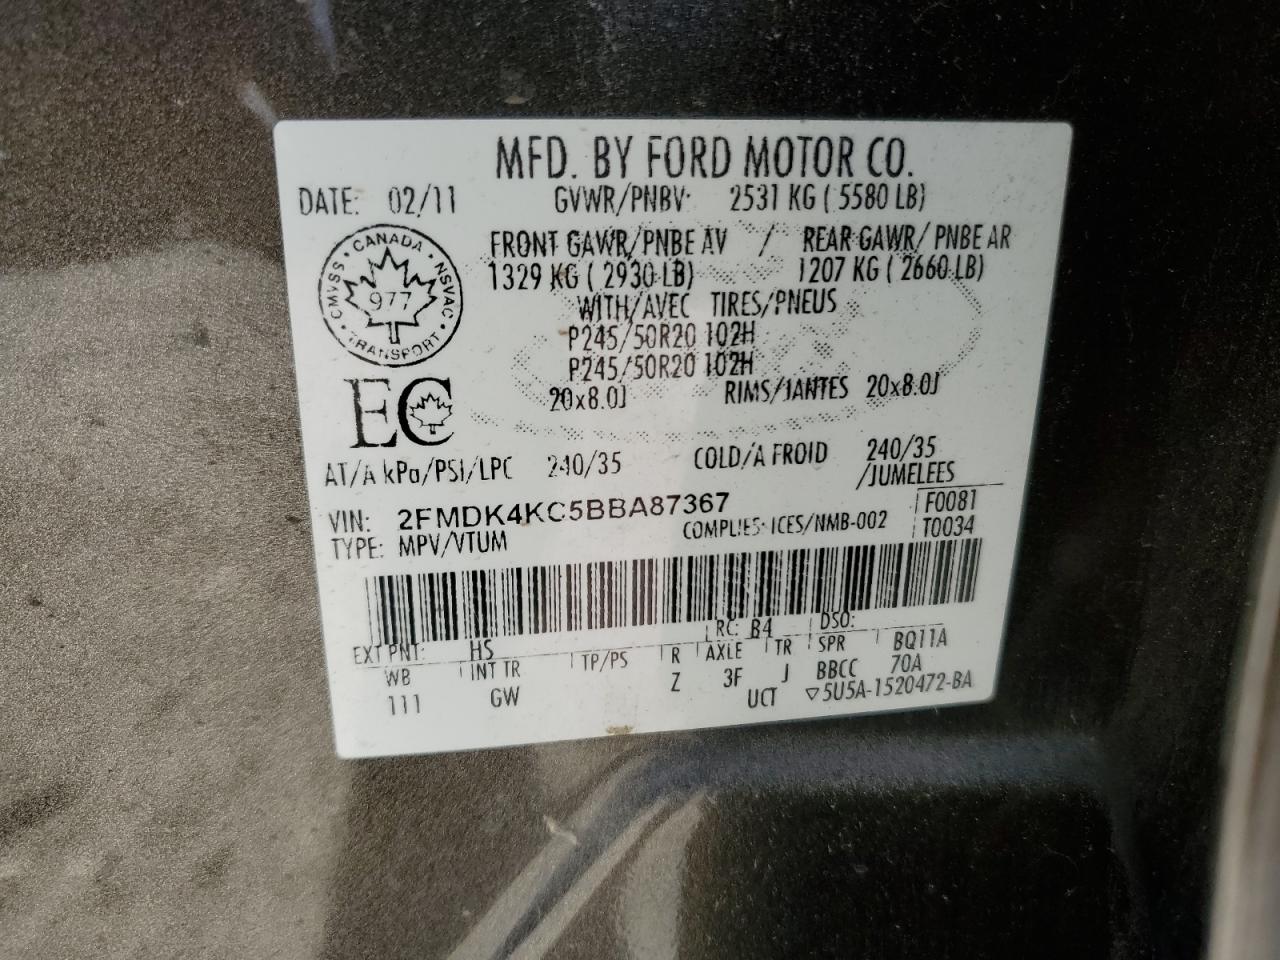 MFD. BY FORD MOTOR CO.
DATE: 02/11 GVWR/PNBV: 2531 KG ( 5580 LB)
FRONT GAWR/PNBE AV / REAR GAWR/ PNBE AR
1329 KG ( 2930 LB) 1207 KG ( 2660 LB)
WITH/AVEC TIRES/PNEUS
P245/50R20 102H
P245/50R20 102H
20x8.0J RIMS/JANTES 20x8.0J
CANADA · NSVAC · TRANSPORT · CMVSS ·
977
EC
AT/A kPa/PSI/LPC 240/35 COLD/A FROID 240/35
/JUMELEES
VIN: 2FMDK4KC5BBA87367 F0081
TYPE: MPV/VTUM COMPLIES: ICES/NMB-002 T0034
EXT PNT: HS RC: B4 DSO:
WB INT TR TP/PS R AXLE TR SPR BQ11A
111 GW Z 3F J BBCC 70A
UCT ▽5U5A-1520472-BA